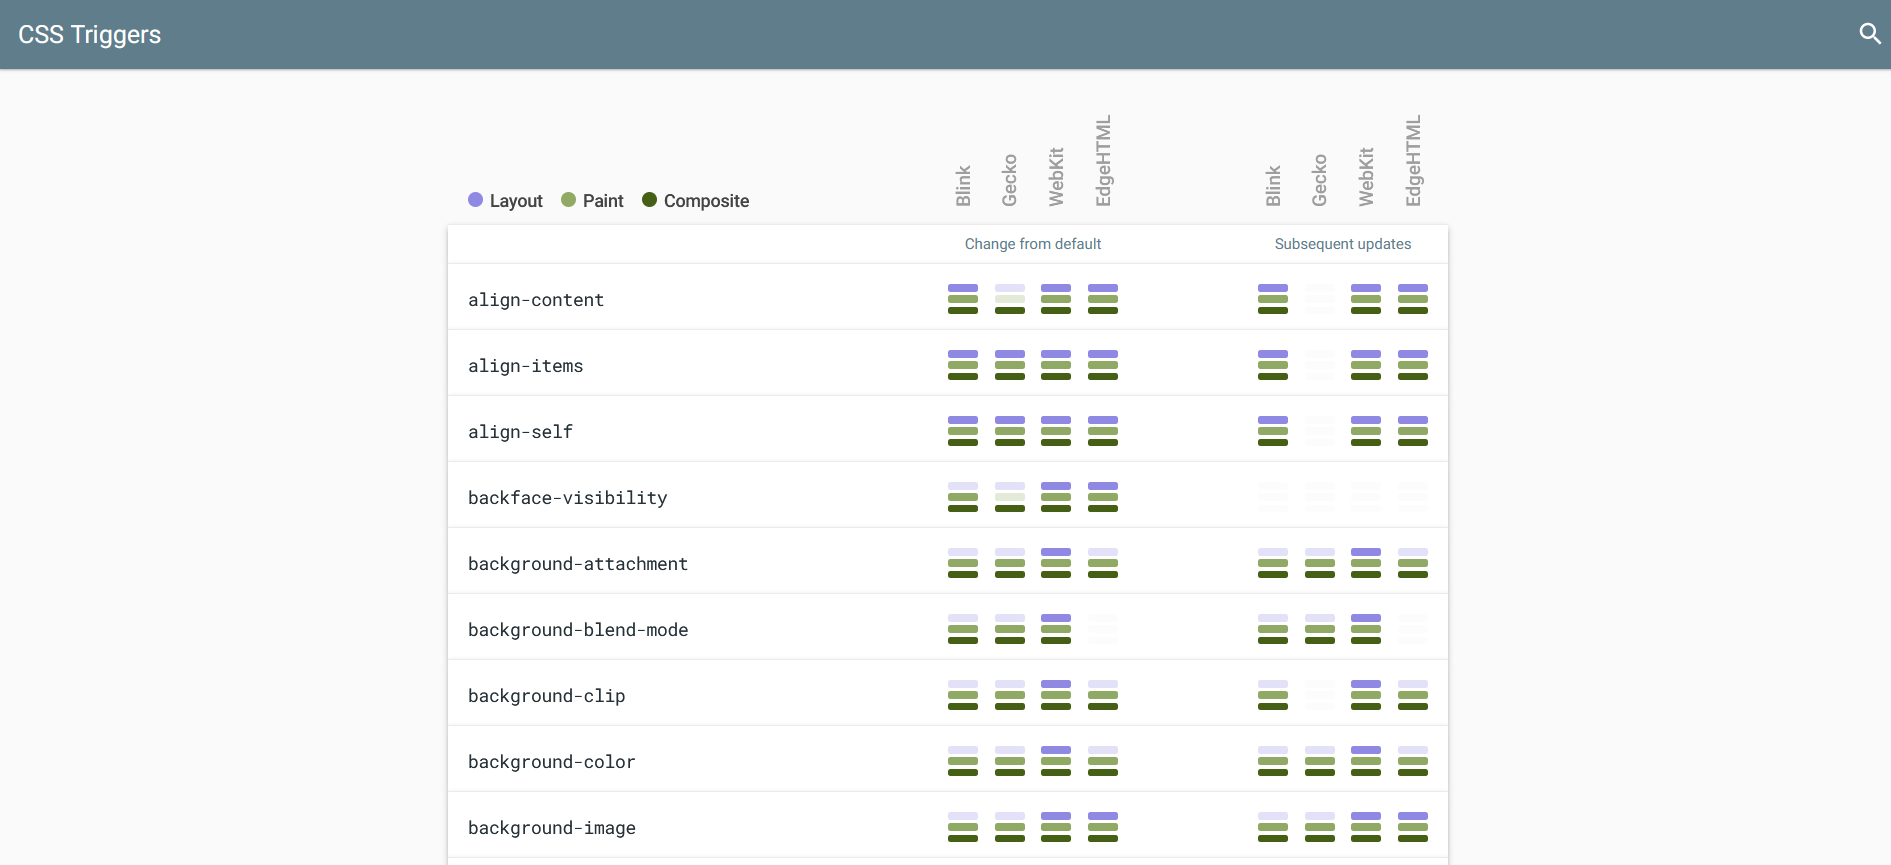 CSS Triggers
Blink Gecko WebKit EdgeHTML Blink Gecko WebKit EdgeHTML
Layout Paint Composite
Change from default Subsequent updates
align-content
align-items
align-self
backface-visibility
background-attachment
background-blend-mode
background-clip
background-color
background-image